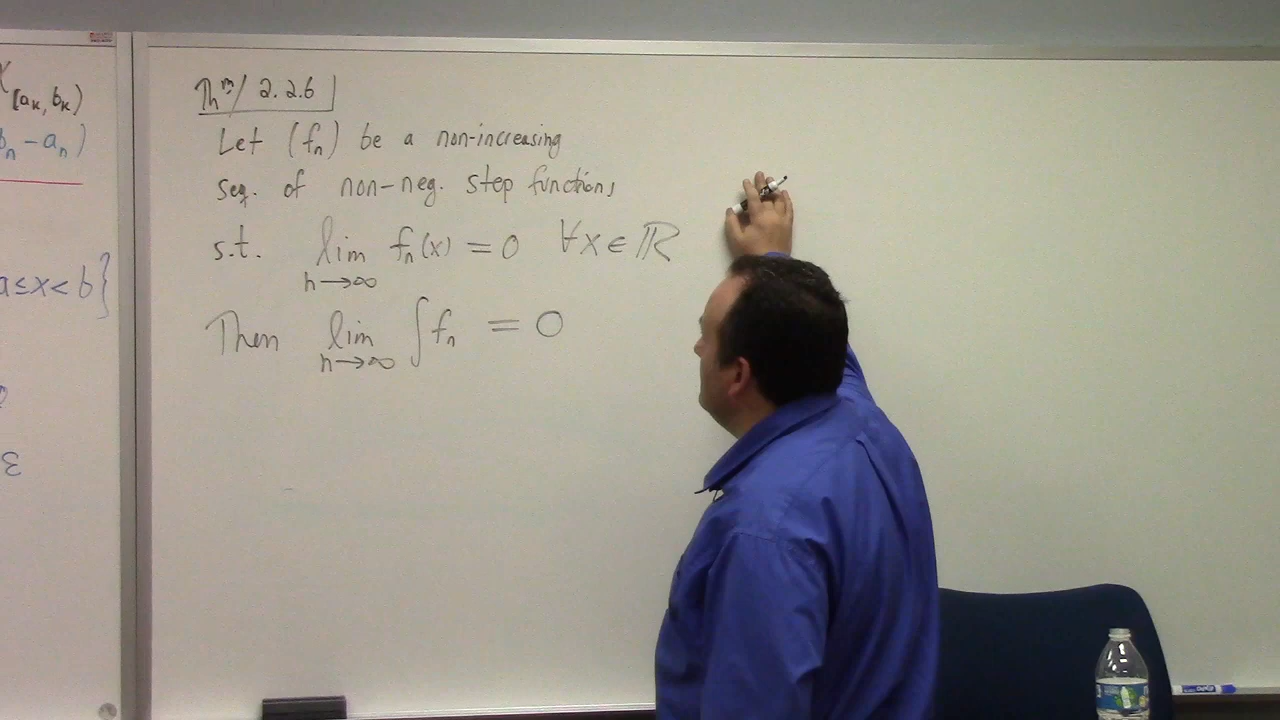 χ[aₖ, bₖ)
bₙ − aₙ)
a≤x<b}
ε
Thᵐ/ 2.2.6
Let (fₙ) be a non-increasing
seq. of non-neg. step functions
s.t. lim fₙ(x) = 0 ∀x∈ℝ
n→∞
Then lim ∫fₙ = 0
n→∞
EXPO